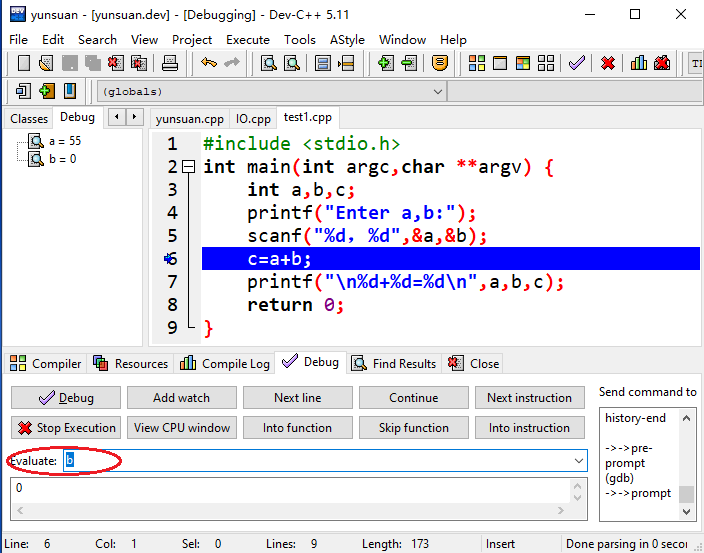 yunsuan - [yunsuan.dev] - [Debugging] - Dev-C++ 5.11
File Edit Search View Project Execute Tools AStyle Window Help
TI
(globals)
Classes Debug
yunsuan.cpp IO.cpp test1.cpp
a = 55
b = 0
1 #include <stdio.h>
2 int main(int argc,char **argv) {
3 int a,b,c;
4 printf("Enter a,b:");
5 scanf("%d，%d",&a,&b);
6 c=a+b;
7 printf("\n%d+%d=%d\n",a,b,c);
8 return 0;
9 }
Compiler Resources Compile Log Debug Find Results Close
Debug Add watch Next line Continue Next instruction
Stop Execution View CPU window Into function Skip function Into instruction
Send command to
history-end
->->pre-
prompt
(gdb)
->->prompt
Evaluate: b
0
Line: 6 Col: 1 Sel: 0 Lines: 9 Length: 173 Insert Done parsing in 0 secor